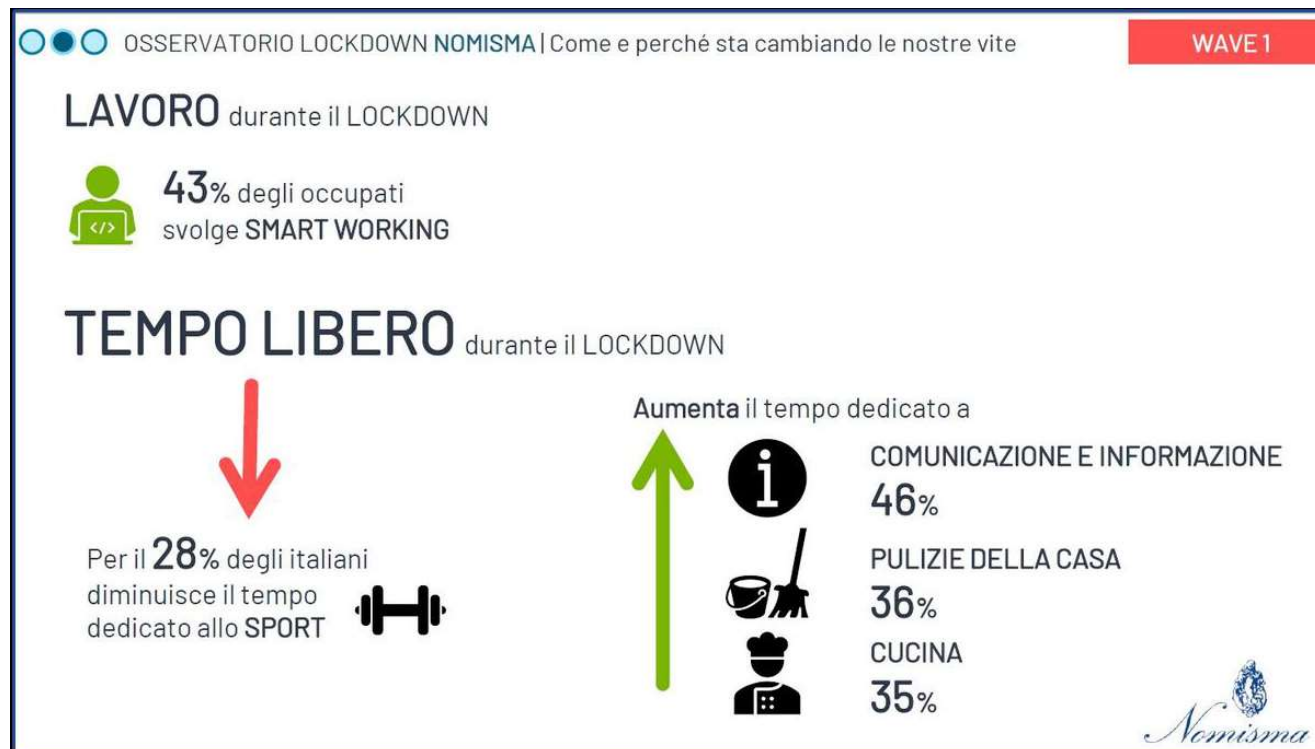 OSSERVATORIO LOCKDOWN NOMISMA | Come e perché sta cambiando le nostre vite
WAVE 1
LAVORO durante il LOCKDOWN
</>
43% degli occupati
svolge SMART WORKING
TEMPO LIBERO durante il LOCKDOWN
Per il 28% degli italiani
diminuisce il tempo
dedicato allo SPORT
Aumenta il tempo dedicato a
i
COMUNICAZIONE E INFORMAZIONE
46%
PULIZIE DELLA CASA
36%
CUCINA
35%
Nomisma